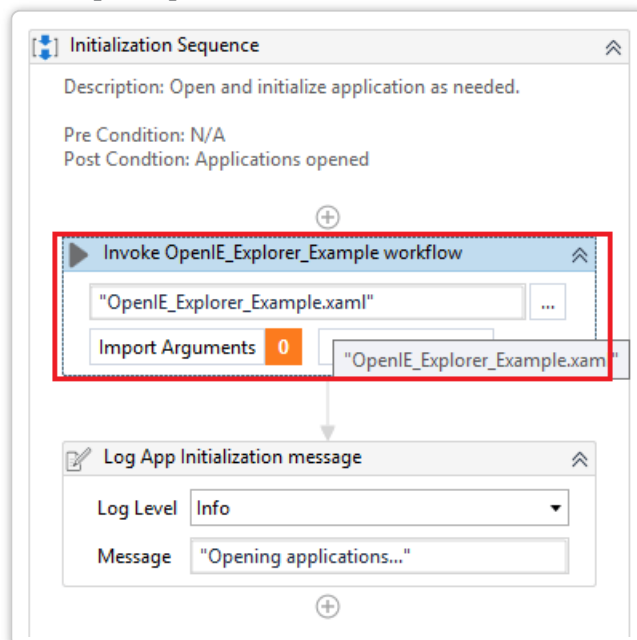 Initialization Sequence
Description: Open and initialize application as needed.
Pre Condition: N/A
Post Condtion: Applications opened
Invoke OpenIE_Explorer_Example workflow
"OpenIE_Explorer_Example.xaml"
...
Import Arguments 0
"OpenIE_Explorer_Example.xaml"
Log App Initialization message
Log Level Info
Message "Opening applications..."